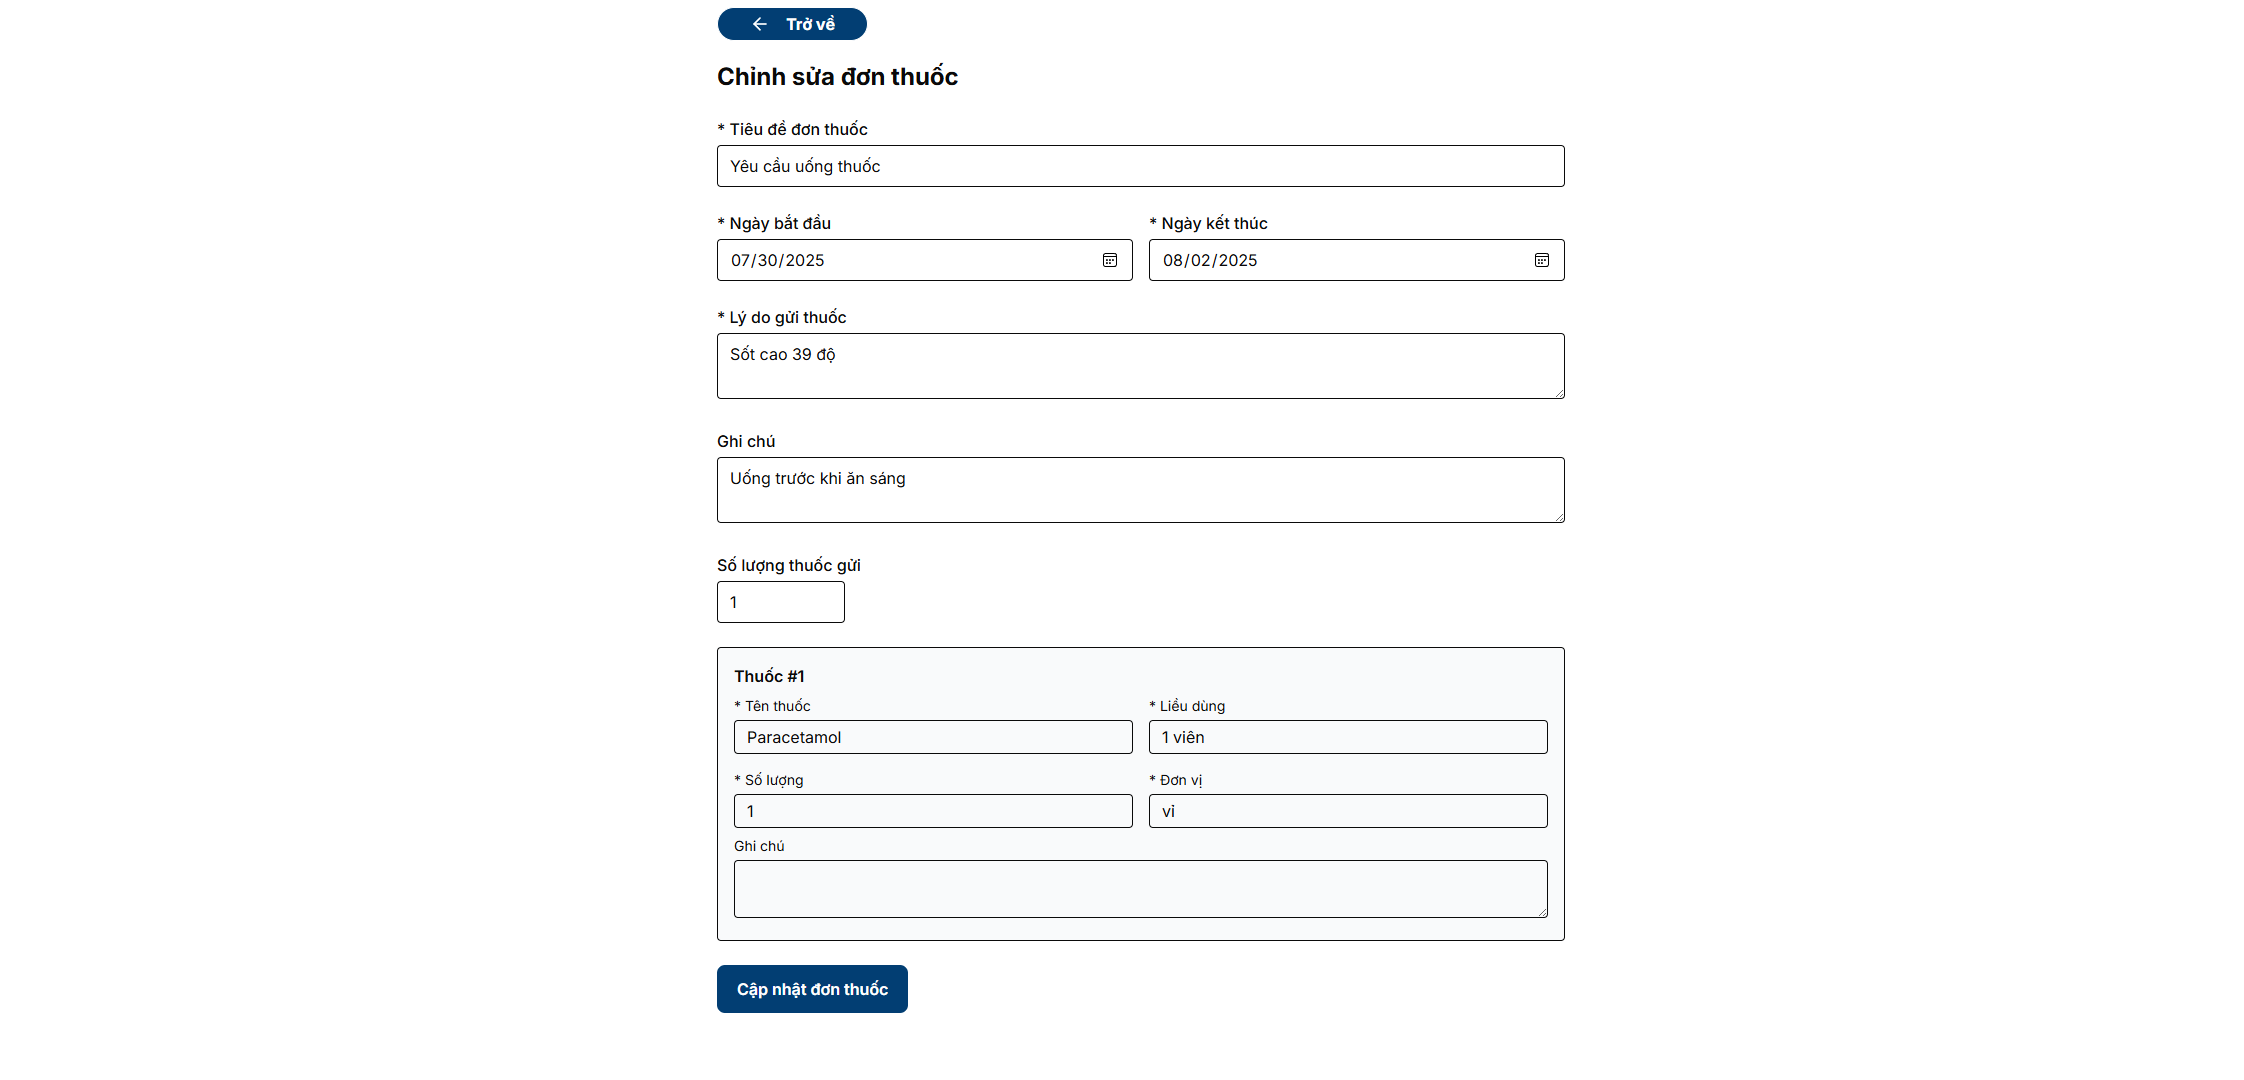 Trở về
Chỉnh sửa đơn thuốc
* Tiêu đề đơn thuốc
Yêu cầu uống thuốc
* Ngày bắt đầu
* Ngày kết thúc
07/30/2025
08/02/2025
* Lý do gửi thuốc
Sốt cao 39 độ
Ghi chú
Uống trước khi ăn sáng
Số lượng thuốc gửi
1
Thuốc #1
* Tên thuốc
* Liều dùng
Paracetamol
1 viên
* Số lượng
* Đơn vị
1
vỉ
Ghi chú
Cập nhật đơn thuốc